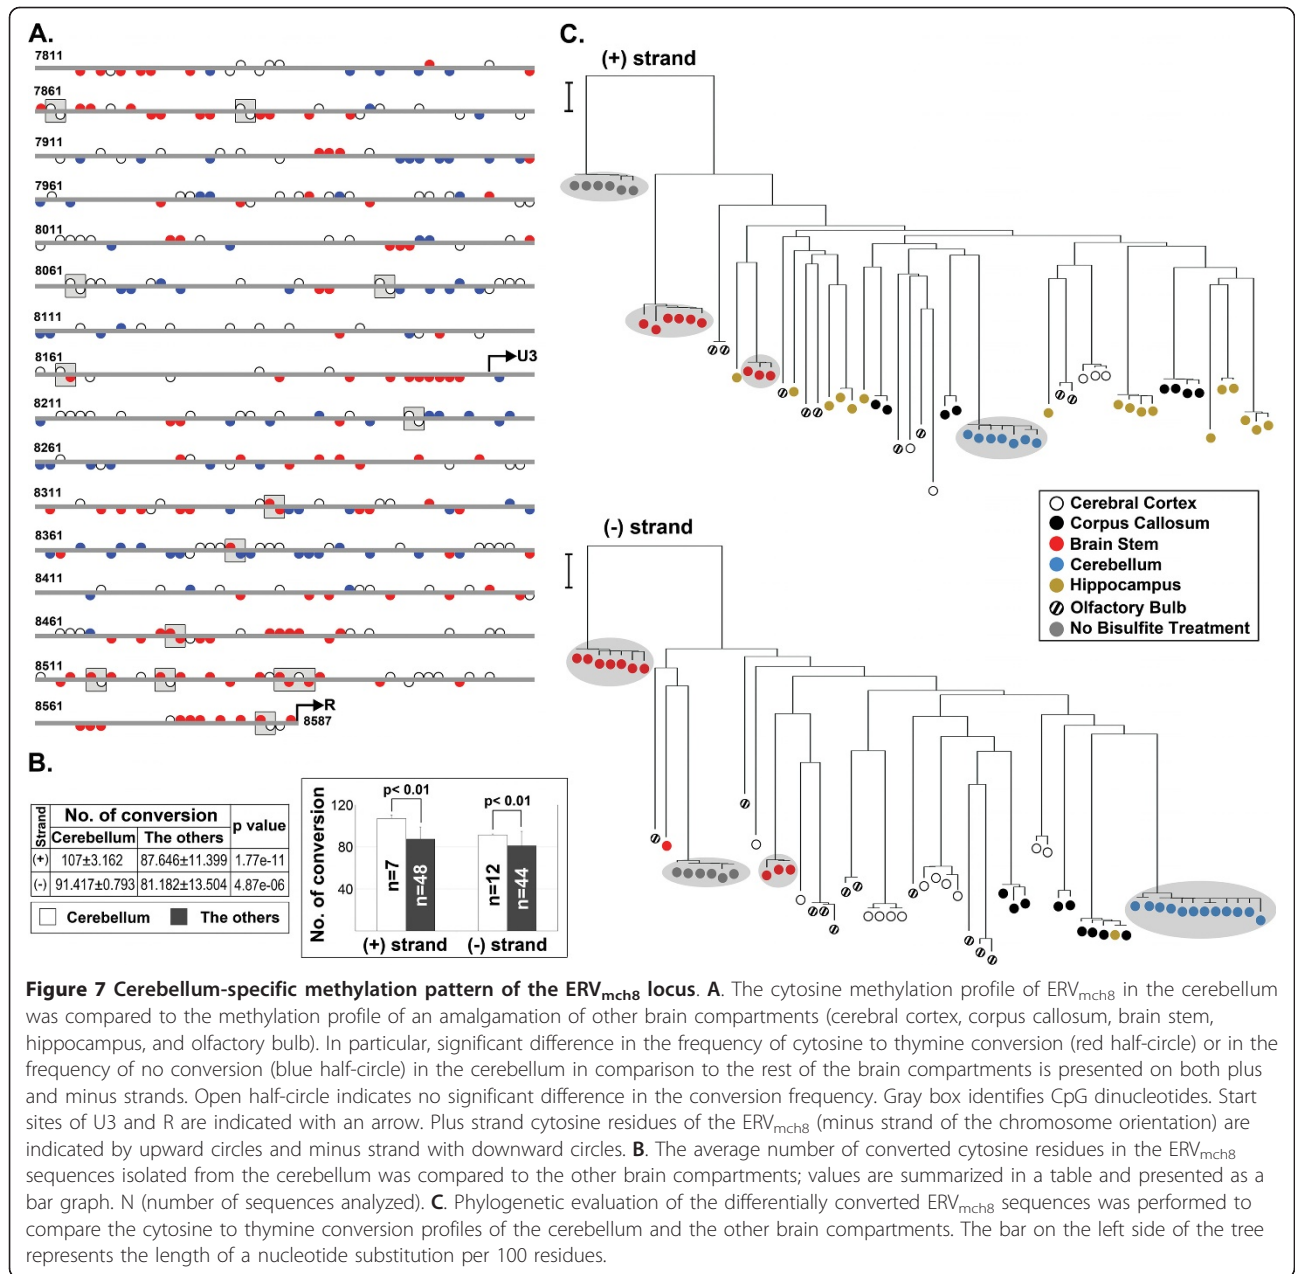 A.
7811
7861
7911
7961
8011
8061
8111
8161
U3
8211
8261
8311
8361
8411
8461
8511
8561
R
8587
B.
Strand
No. of conversion
p value
Cerebellum
The others
(+)
107±3.162
87.646±11.399
1.77e-11
(-)
91.417±0.793
81.182±13.504
4.87e-06
Cerebellum
The others
No. of conversion
120
80
40
p< 0.01
p< 0.01
n=7
n=48
n=12
n=44
(+) strand
(-) strand
C.
(+) strand
(-) strand
Cerebral Cortex
Corpus Callosum
Brain Stem
Cerebellum
Hippocampus
Olfactory Bulb
No Bisulfite Treatment
Figure 7 Cerebellum-specific methylation pattern of the ERVmch8 locus. A. The cytosine methylation profile of ERVmch8 in the cerebellum
was compared to the methylation profile of an amalgamation of other brain compartments (cerebral cortex, corpus callosum, brain stem,
hippocampus, and olfactory bulb). In particular, significant difference in the frequency of cytosine to thymine conversion (red half-circle) or in the
frequency of no conversion (blue half-circle) in the cerebellum in comparison to the rest of the brain compartments is presented on both plus
and minus strands. Open half-circle indicates no significant difference in the conversion frequency. Gray box identifies CpG dinucleotides. Start
sites of U3 and R are indicated with an arrow. Plus strand cytosine residues of the ERVmch8 (minus strand of the chromosome orientation) are
indicated by upward circles and minus strand with downward circles. B. The average number of converted cytosine residues in the ERVmch8
sequences isolated from the cerebellum was compared to the other brain compartments; values are summarized in a table and presented as a
bar graph. N (number of sequences analyzed). C. Phylogenetic evaluation of the differentially converted ERVmch8 sequences was performed to
compare the cytosine to thymine conversion profiles of the cerebellum and the other brain compartments. The bar on the left side of the tree
represents the length of a nucleotide substitution per 100 residues.